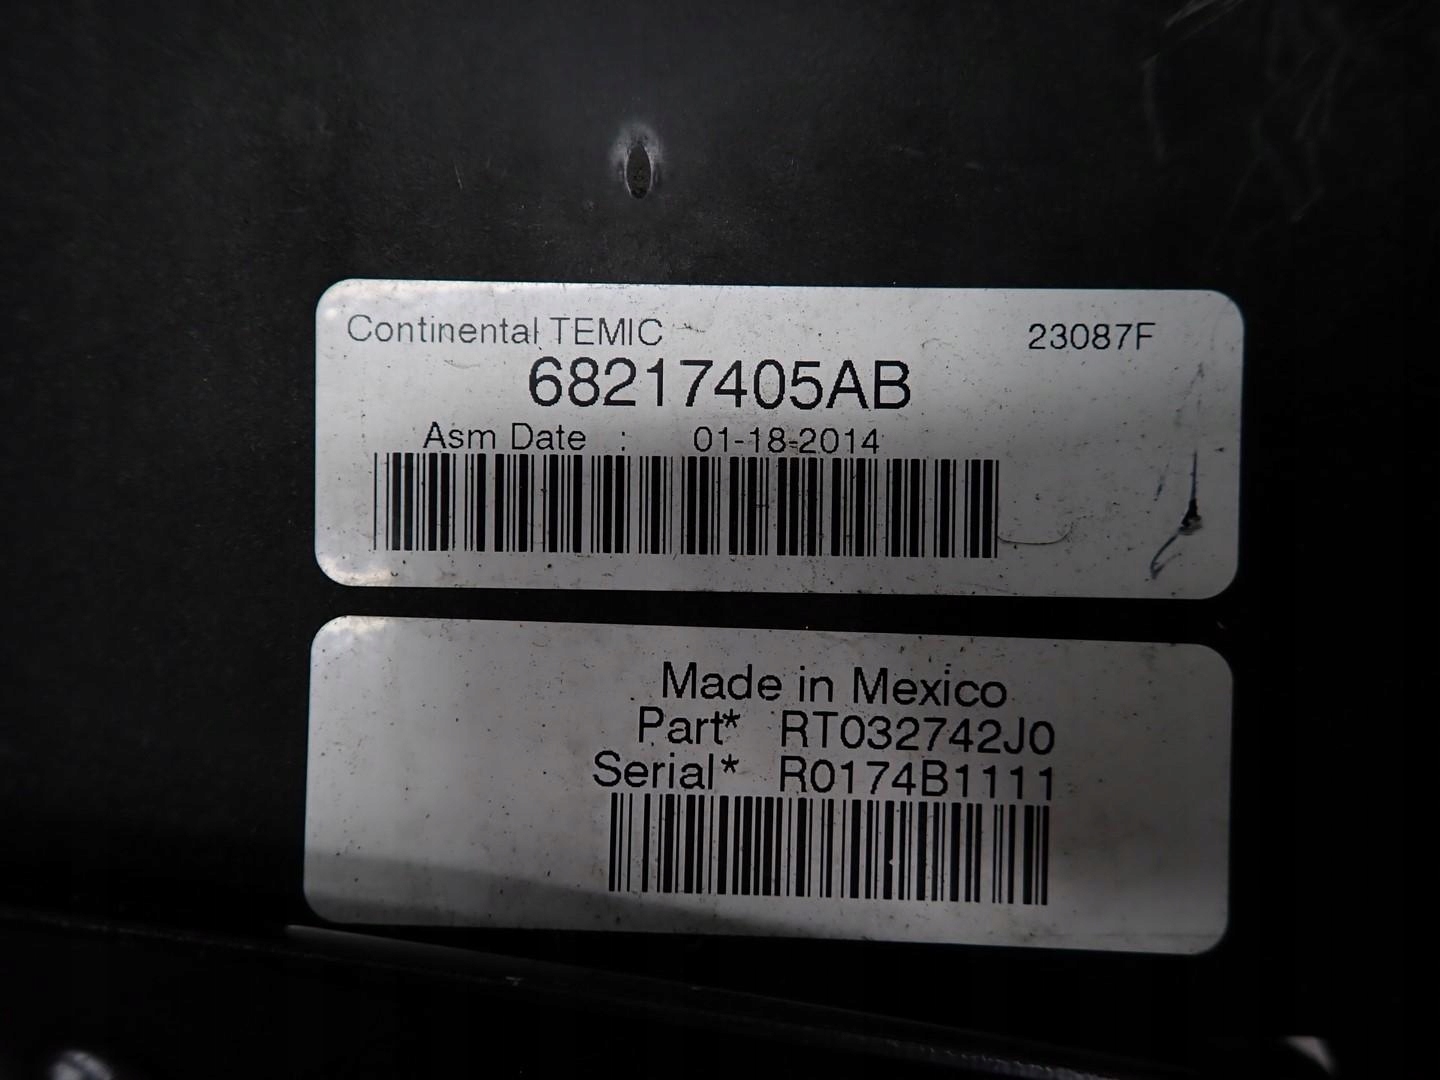 Continental TEMIC 23087F
68217405AB
Asm Date : 01-18-2014
Made in Mexico
Part* RT032742J0
Serial* R0174B1111